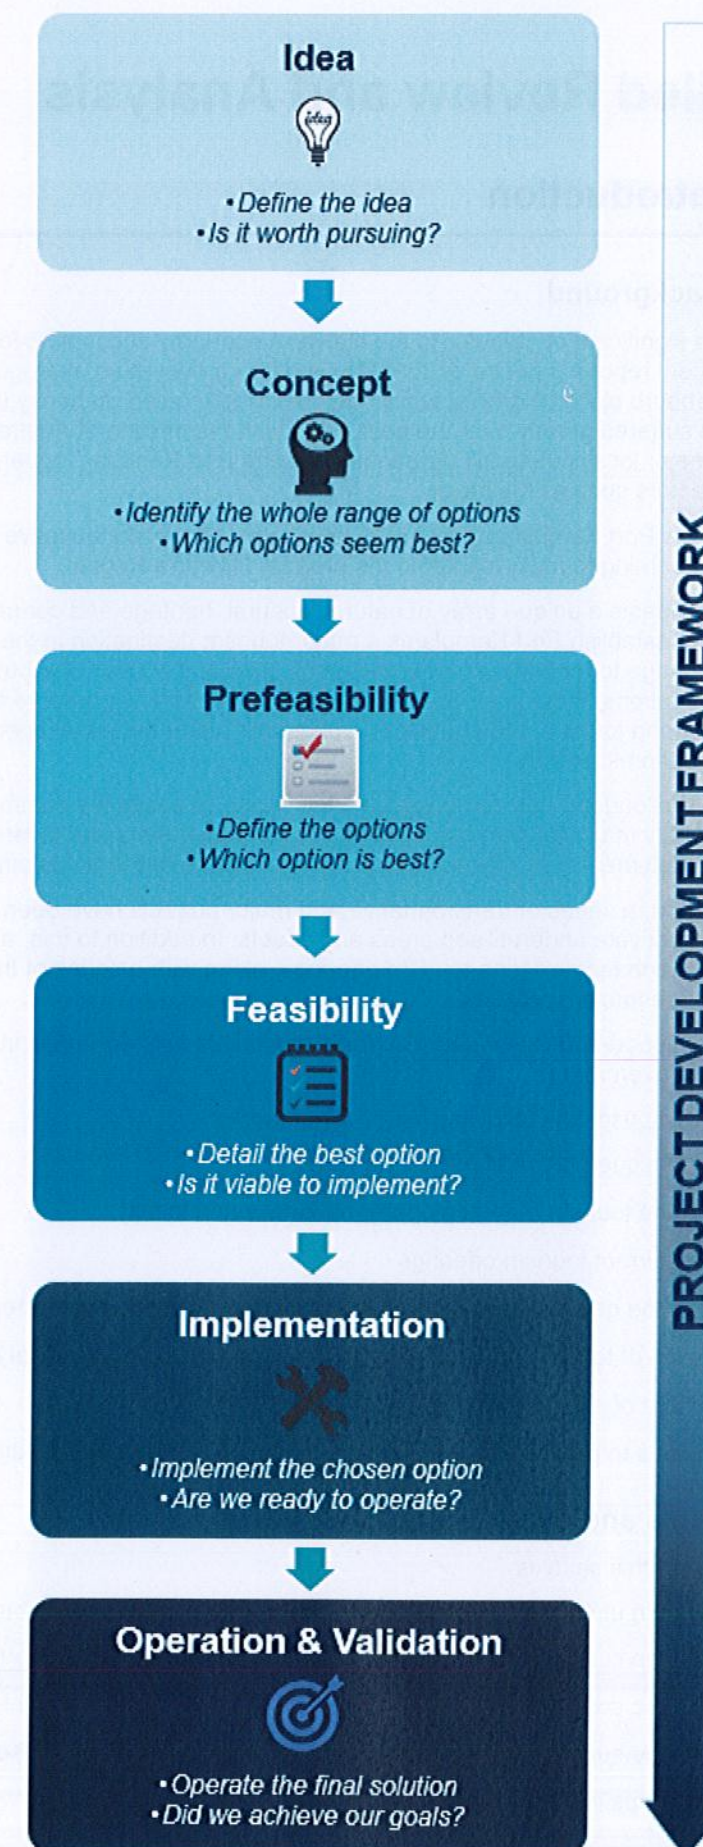 Idea
idea
• Define the idea
• Is it worth pursuing?
Concept
• Identify the whole range of options
• Which options seem best?
Prefeasibility
• Define the options
• Which option is best?
Feasibility
• Detail the best option
• Is it viable to implement?
Implementation
• Implement the chosen option
• Are we ready to operate?
Operation & Validation
• Operate the final solution
• Did we achieve our goals?
PROJECT DEVELOPMENT FRAMEWORK